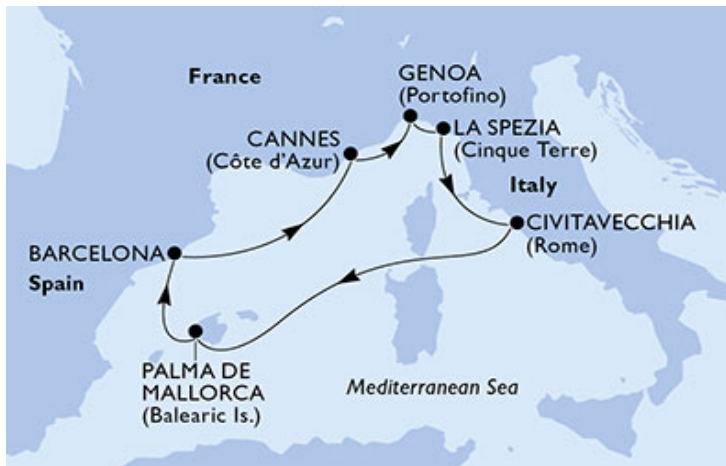 France
GENOA
(Portofino)
CANNES
(Côte d'Azur)
LA SPEZIA
(Cinque Terre)
Italy
CIVITAVECCHIA
(Rome)
BARCELONA
Spain
PALMA DE
MALLORCA
(Balearic Is.)
Mediterranean Sea